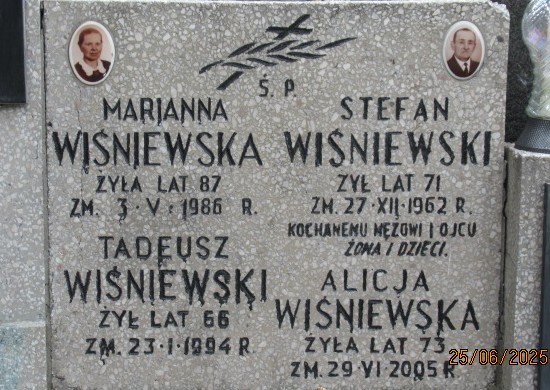 Ś. P.
MARIANNA
WIŚNIEWSKA
ŻYŁA LAT 87
ZM. 3 · V · 1986 R.
STEFAN
WIŚNIEWSKI
ŻYŁ LAT 71
ZM. 27 · XII · 1962 R.
KOCHANEMU MĘŻOWI I OJCU
ŻONA I DZIECI.
TADEUSZ
WIŚNIEWSKI
ŻYŁ LAT 66
ZM. 23 · I · 1994 R
ALICJA
WIŚNIEWSKA
ŻYŁA LAT 73
ZM. 29 VI 2005 R
25/06/2025